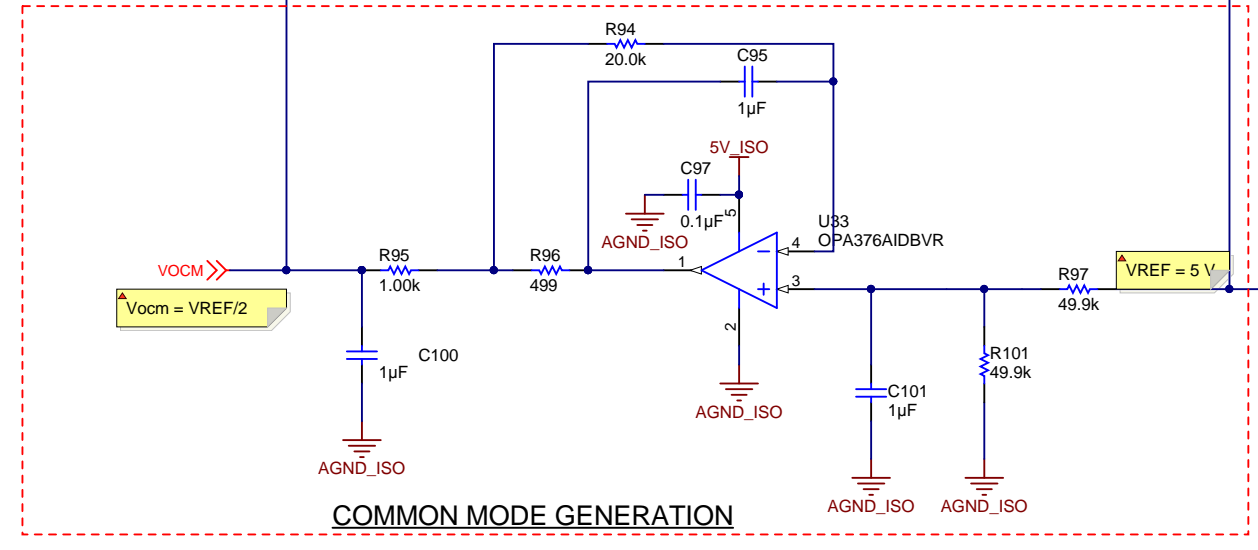 R94
20.0k
C95
1µF
5V_ISO
C97
0.1µF
AGND_ISO
5
4
U33
OPA376AIDBVR
VOCM
R95
1.00k
R96
499
1
3
2
R97
49.9k
VREF = 5 V
Vocm = VREF/2
C100
1µF
AGND_ISO
AGND_ISO
C101
1µF
R101
49.9k
AGND_ISO
AGND_ISO
COMMON MODE GENERATION